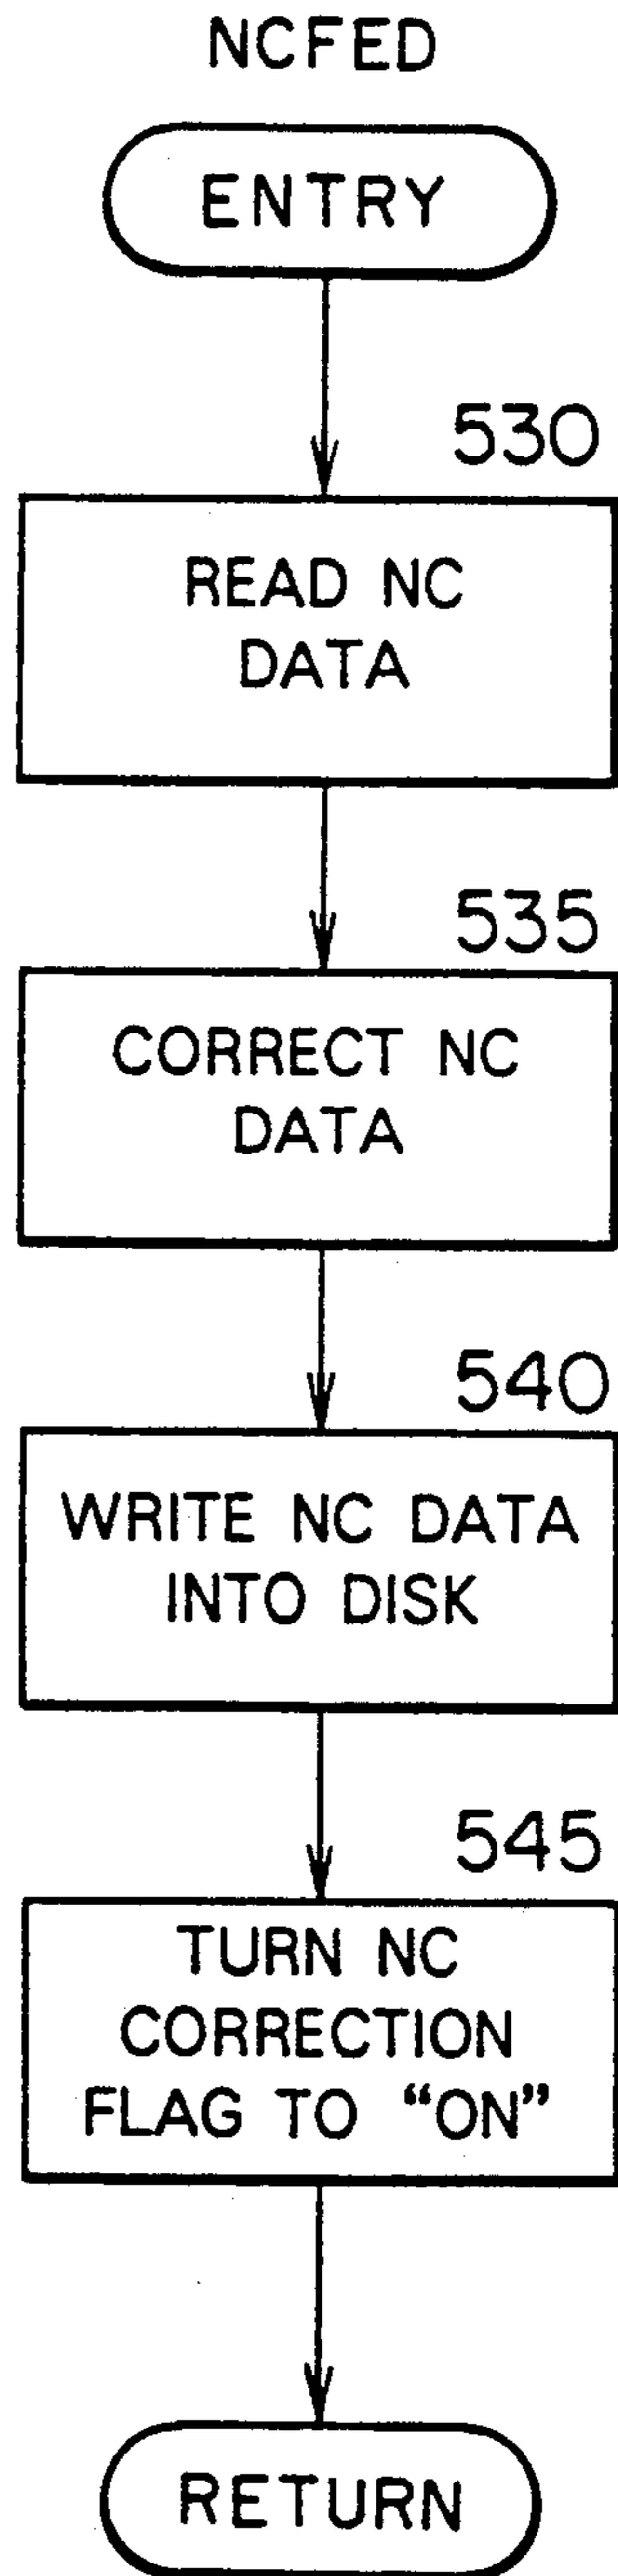 NCFED
ENTRY
530
READ NC
DATA
535
CORRECT NC
DATA
540
WRITE NC DATA
INTO DISK
545
TURN NC
CORRECTION
FLAG TO “ON”
RETURN